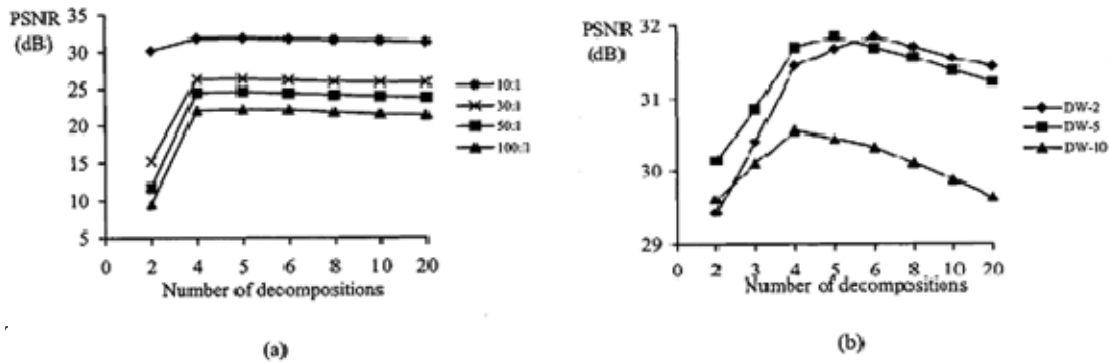 PSNIR
(dB)
35
30
25
20
15
10
5
0 2 4 5 6 8 10 20
Number of decompositions
10:1
30:1
50:1
100:1
(a)
PSNR
(dB)
32
31
30
29
0 2 3 4 5 6 8 10 20
Number of decompositions
DW-2
DW-5
DW-10
(b)